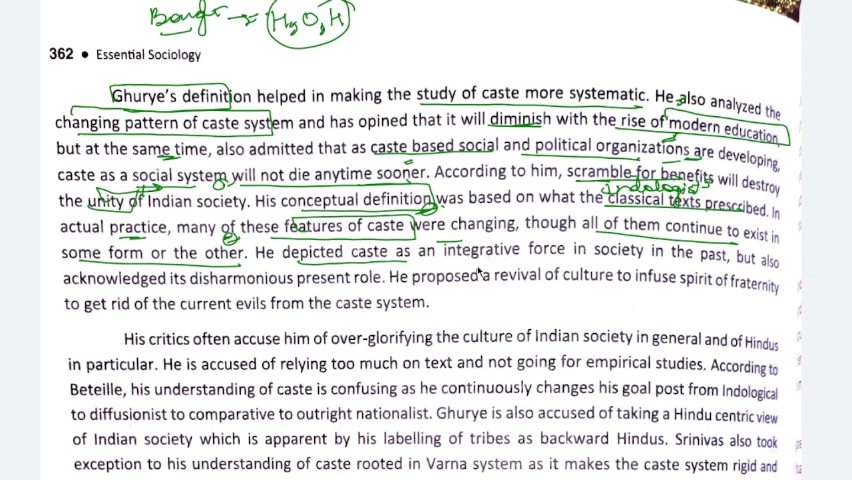 362 • Essential Sociology
Ghurye's definition helped in making the study of caste more systematic. He also analyzed the
changing pattern of caste system and has opined that it will diminish with the rise of modern education,
but at the same time, also admitted that as caste based social and political organizations are developing,
caste as a social system will not die anytime sooner. According to him, scramble for benefits will destroy
Indologist
the unity of Indian society. His conceptual definition was based on what the classical texts prescribed. In
actual practice, many of these features of caste were changing, though all of them continue to exist in
some form or the other. He depicted caste as an integrative force in society in the past, but also
acknowledged its disharmonious present role. He proposed a revival of culture to infuse spirit of fraternity
to get rid of the current evils from the caste system.
His critics often accuse him of over-glorifying the culture of Indian society in general and of Hindus
in particular. He is accused of relying too much on text and not going for empirical studies. According to
Beteille, his understanding of caste is confusing as he continuously changes his goal post from Indological
to diffusionist to comparative to outright nationalist. Ghurye is also accused of taking a Hindu centric view
of Indian society which is apparent by his labelling of tribes as backward Hindus. Srinivas also took
exception to his understanding of caste rooted in Varna system as it makes the caste system rigid and